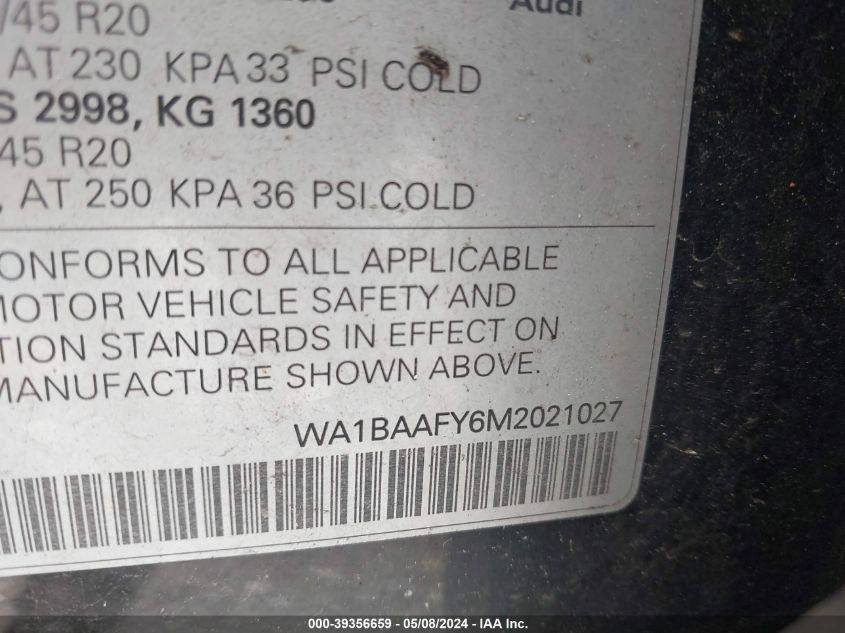 Audi
/45 R20
AT 230 KPA 33 PSI COLD
S 2998, KG 1360
45 R20
, AT 250 KPA 36 PSI COLD
ONFORMS TO ALL APPLICABLE
MOTOR VEHICLE SAFETY AND
TION STANDARDS IN EFFECT ON
MANUFACTURE SHOWN ABOVE.
WA1BAAFY6M2021027
000-39356659 - 05/08/2024 - IAA Inc.